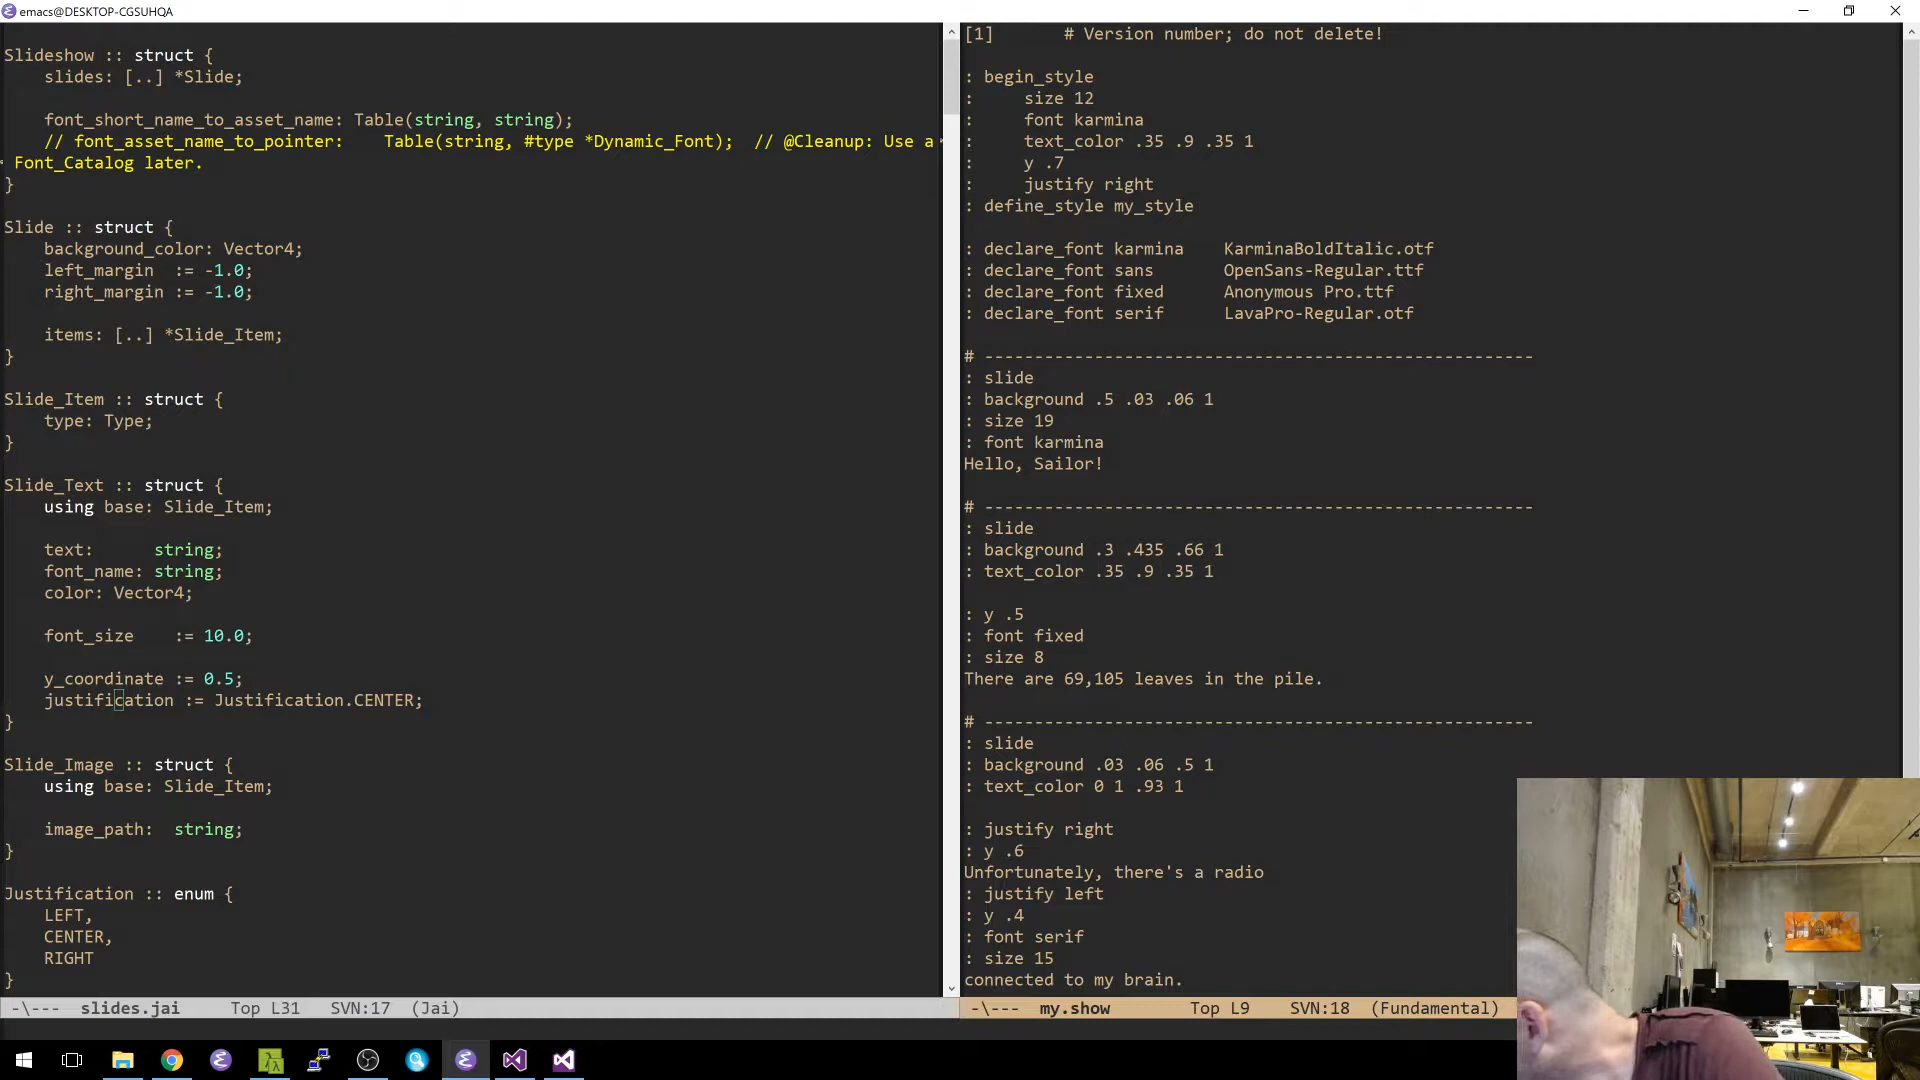 emacs@DESKTOP-CGSUHQA
Slideshow :: struct {
    slides: [..] *Slide;
    font_short_name_to_asset_name: Table(string, string);
    // font_asset_name_to_pointer:    Table(string, #type *Dynamic_Font);  // @Cleanup: Use a
 Font_Catalog later.
}
Slide :: struct {
    background_color: Vector4;
    left_margin  := -1.0;
    right_margin := -1.0;
    items: [..] *Slide_Item;
}
Slide_Item :: struct {
    type: Type;
}
Slide_Text :: struct {
    using base: Slide_Item;
    text:      string;
    font_name: string;
    color: Vector4;
    font_size    := 10.0;
    y_coordinate := 0.5;
    justification := Justification.CENTER;
}
Slide_Image :: struct {
    using base: Slide_Item;
    image_path:  string;
}
Justification :: enum {
    LEFT,
    CENTER,
    RIGHT
}
-\---  slides.jai     Top L31   SVN:17  (Jai)
[1]       # Version number; do not delete!
: begin_style
:     size 12
:     font karmina
:     text_color .35 .9 .35 1
:     y .7
:     justify right
: define_style my_style
: declare_font karmina    KarminaBoldItalic.otf
: declare_font sans       OpenSans-Regular.ttf
: declare_font fixed      Anonymous Pro.ttf
: declare_font serif      LavaPro-Regular.otf
# -------------------------------------------------------
: slide
: background .5 .03 .06 1
: size 19
: font karmina
Hello, Sailor!
# -------------------------------------------------------
: slide
: background .3 .435 .66 1
: text_color .35 .9 .35 1
: y .5
: font fixed
: size 8
There are 69,105 leaves in the pile.
# -------------------------------------------------------
: slide
: background .03 .06 .5 1
: text_color 0 1 .93 1
: justify right
: y .6
Unfortunately, there's a radio
: justify left
: y .4
: font serif
: size 15
connected to my brain.
-\---  my.show        Top L9    SVN:18  (Fundamental)